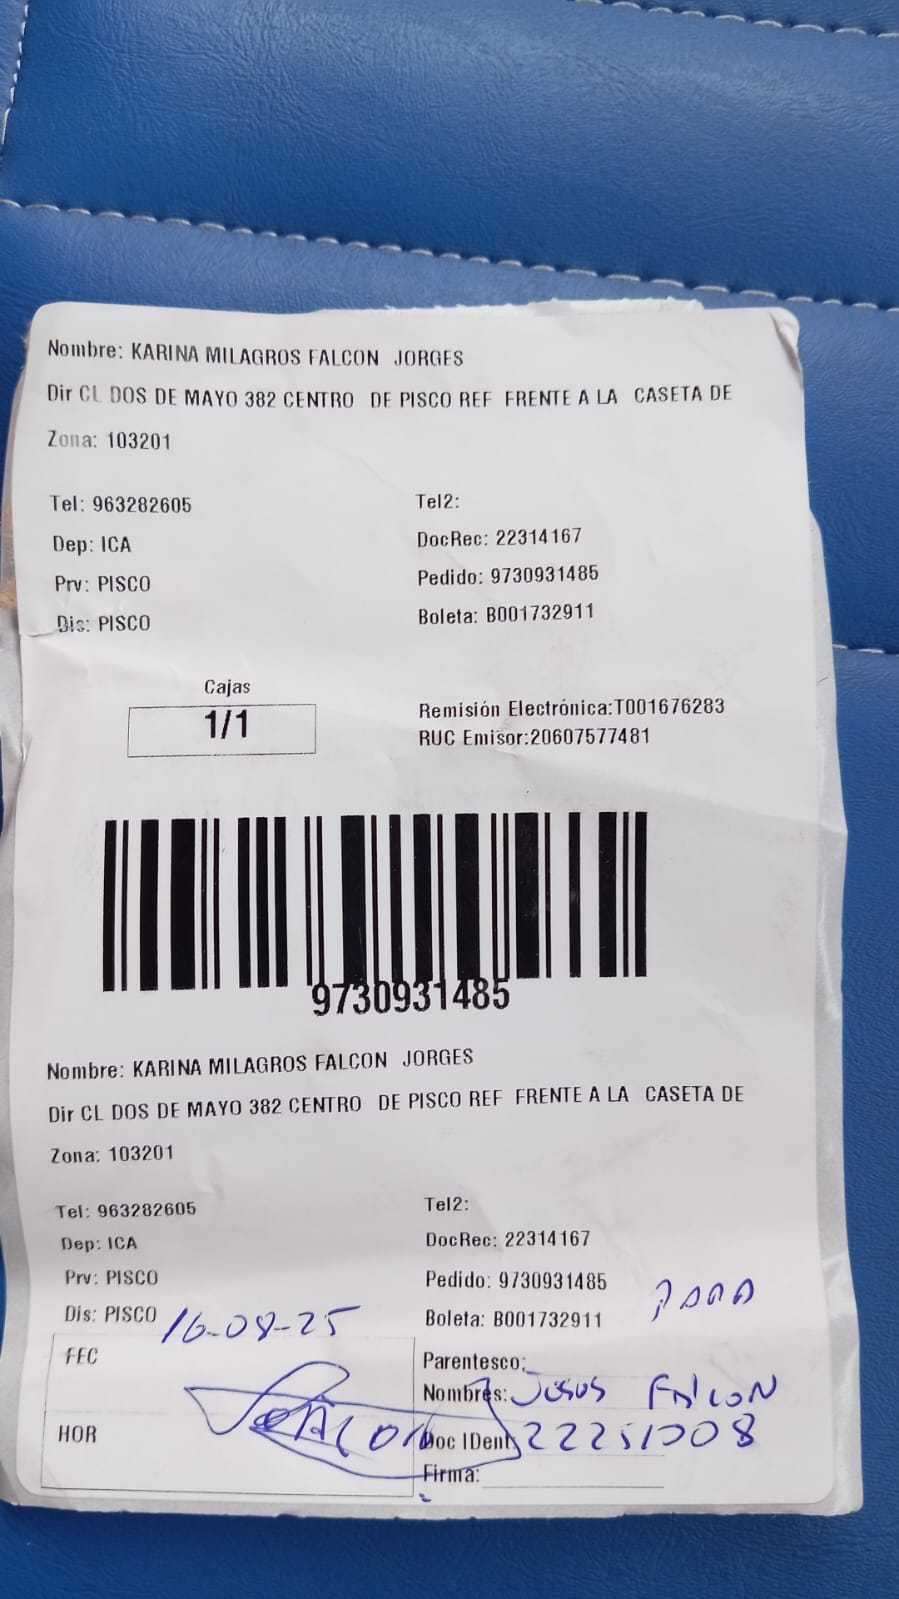 Nombre: KARINA MILAGROS FALCON JORGES
Dir CL DOS DE MAYO 382 CENTRO DE PISCO REF FRENTE A LA CASETA DE
Zona: 103201
Tel: 963282605 Tel2:
Dep: ICA DocRec: 22314167
Prv: PISCO Pedido: 9730931485
Dis: PISCO Boleta: B001732911
Cajas
1/1
Remisión Electrónica:T001676283
RUC Emisor:20607577481
9730931485
Nombre: KARINA MILAGROS FALCON JORGES
Dir CL DOS DE MAYO 382 CENTRO DE PISCO REF FRENTE A LA CASETA DE
Zona: 103201
Tel: 963282605 Tel2:
Dep: ICA DocRec: 22314167
Prv: PISCO Pedido: 9730931485
Dis: PISCO 16-08-25 Boleta: B001732911
FEC Parentesco:
Nombres: JESUS FALCON
HOR Doc IDent 22251008
Firma: